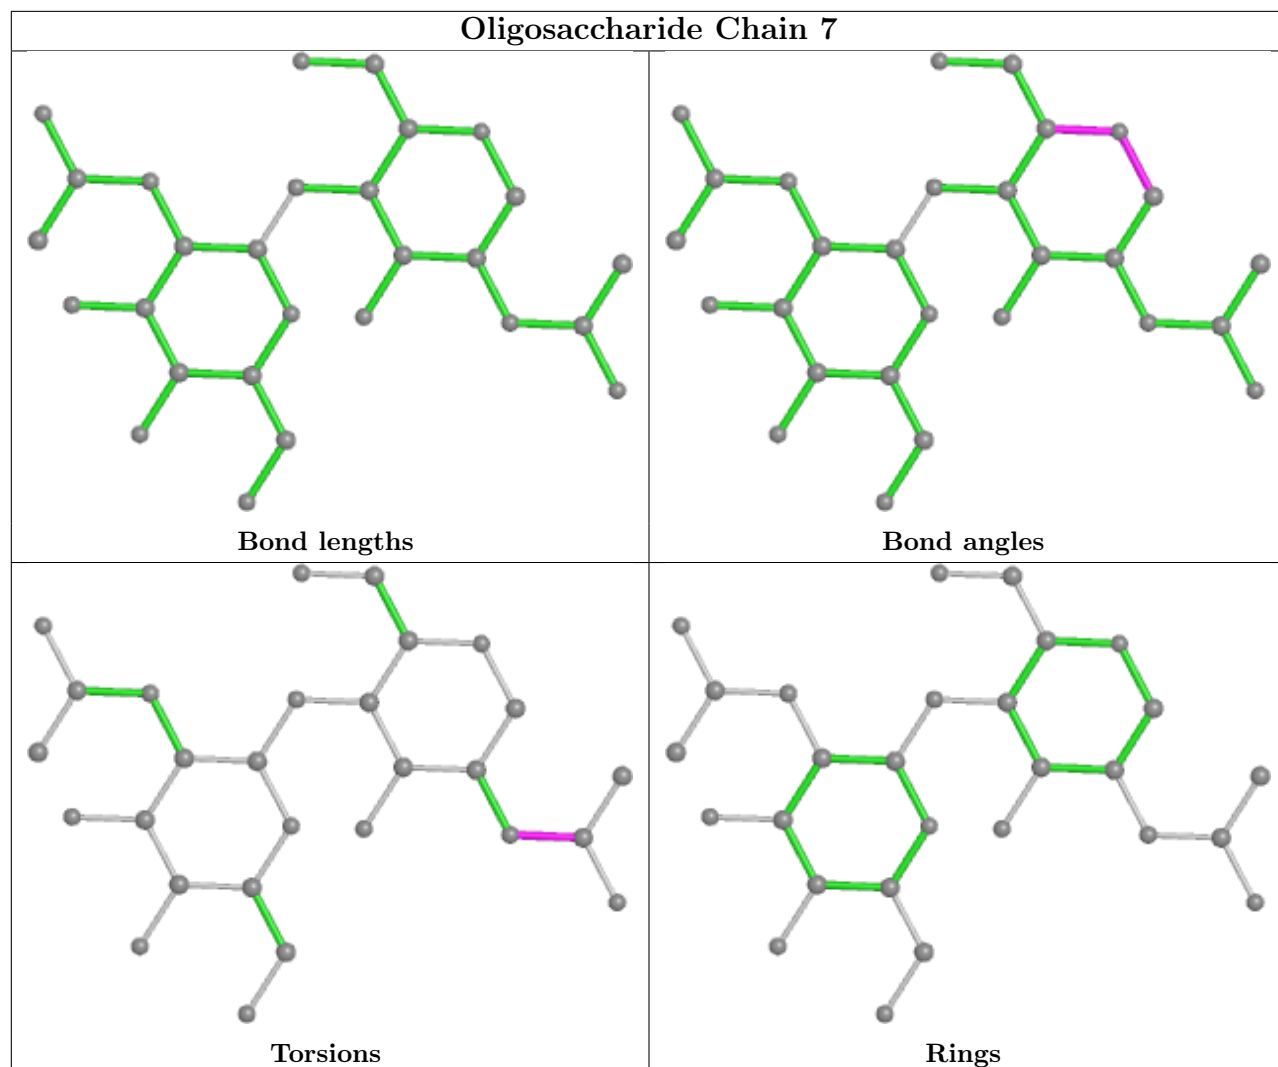 Oligosaccharide Chain 7
Bond lengths
Bond angles
Torsions
Rings